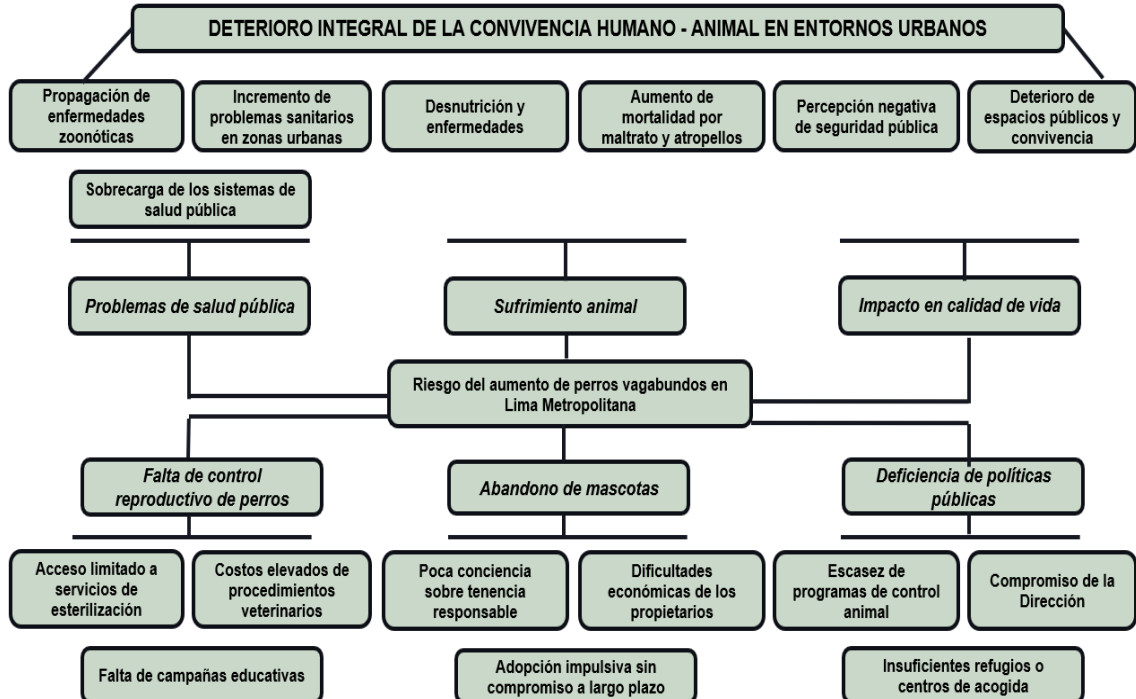 DETERIORO INTEGRAL DE LA CONVIVENCIA HUMANO - ANIMAL EN ENTORNOS URBANOS
Propagación de
enfermedades
zoonóticas
Incremento de
problemas sanitarios
en zonas urbanas
Desnutrición y
enfermedades
Aumento de
mortalidad por
maltrato y atropellos
Percepción negativa
de seguridad pública
Deterioro de
espacios públicos y
convivencia
Sobrecarga de los sistemas de
salud pública
Problemas de salud pública
Sufrimiento animal
Impacto en calidad de vida
Riesgo del aumento de perros vagabundos en
Lima Metropolitana
Falta de control
reproductivo de perros
Abandono de mascotas
Deficiencia de políticas
públicas
Acceso limitado a
servicios de
esterilización
Costos elevados de
procedimientos
veterinarios
Poca conciencia
sobre tenencia
responsable
Dificultades
económicas de los
propietarios
Escasez de
programas de control
animal
Compromiso de la
Dirección
Falta de campañas educativas
Adopción impulsiva sin
compromiso a largo plazo
Insuficientes refugios o
centros de acogida